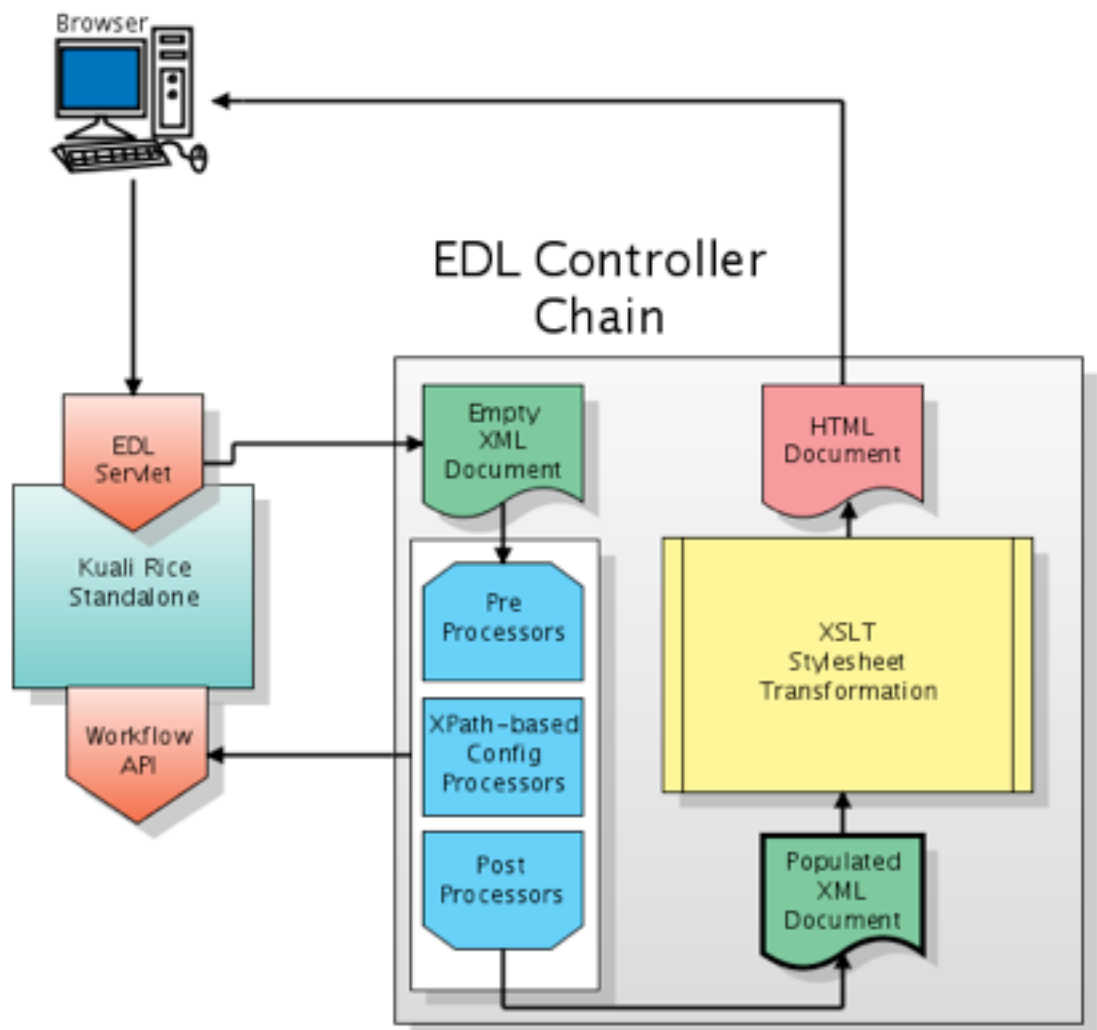 Browser
EDL Controller
Chain
EDL
Servlet
Kuali Rice
Standalone
Workflow
API
Empty
XML
Document
Pre
Processors
XPath-based
Config
Processors
Post
Processors
HTML
Document
XSLT
Stylesheet
Transformation
Populated
XML
Document